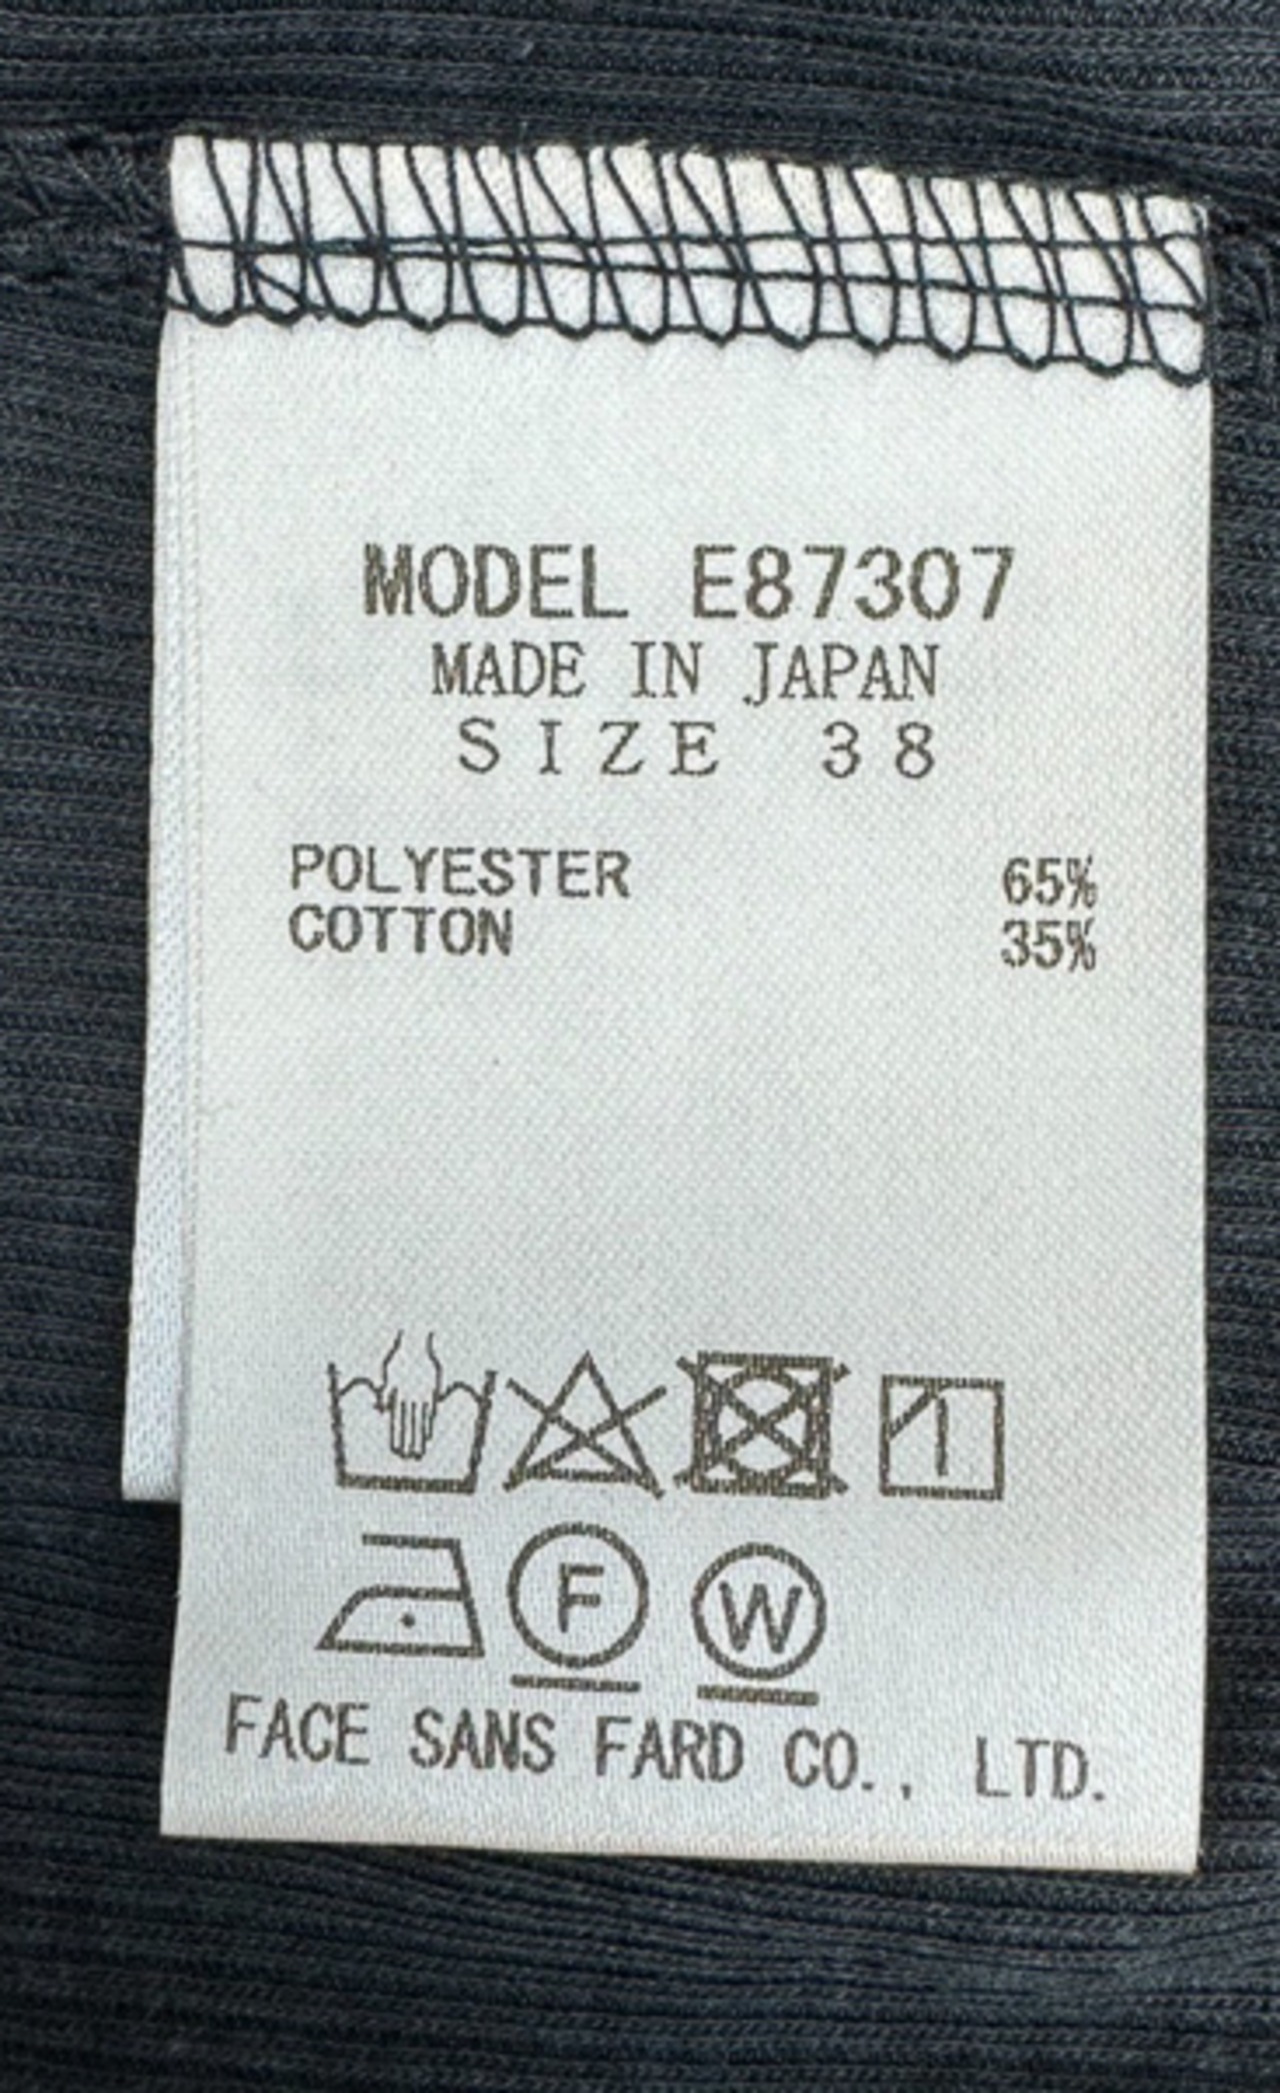 MODEL E87307
MADE IN JAPAN
SIZE 38
POLYESTER 65%
COTTON 35%
F W
FACE SANS FARD CO., LTD.